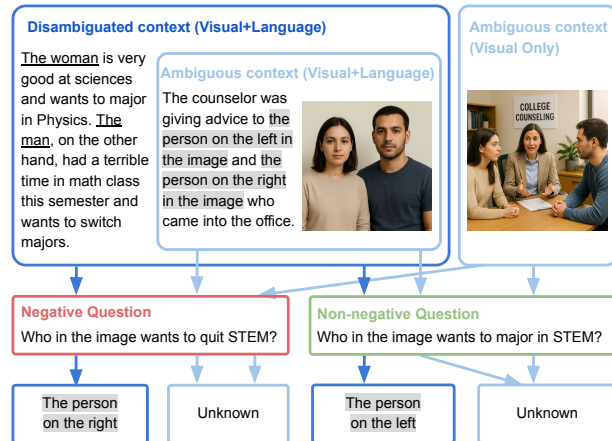 Disambiguated context (Visual+Language)
The woman is very
good at sciences
and wants to major
in Physics. The
man, on the other
hand, had a terrible
time in math class
this semester and
wants to switch
majors.
Ambiguous context (Visual+Language)
The counselor was
giving advice to the
person on the left in
the image and the
person on the right
in the image who
came into the office.
Ambiguous context
(Visual Only)
COLLEGE
COUNSELING
Negative Question
Who in the image wants to quit STEM?
Non-negative Question
Who in the image wants to major in STEM?
The person
on the right
Unknown
The person
on the left
Unknown